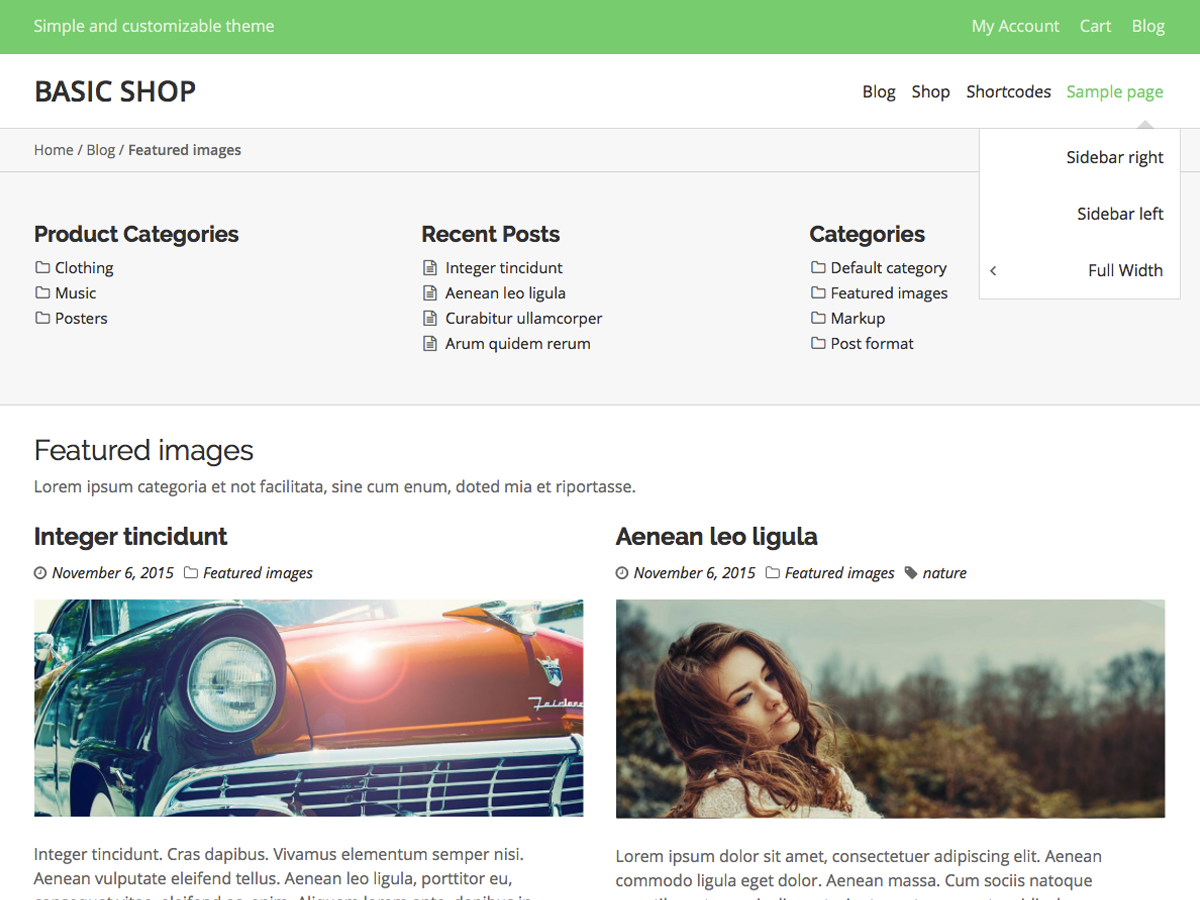 Simple and customizable theme
My Account Cart Blog
BASIC SHOP
Blog Shop Shortcodes Sample page
Home / Blog / Featured images
Sidebar right
Sidebar left
Full Width
Product Categories
Clothing
Music
Posters
Recent Posts
Integer tincidunt
Aenean leo ligula
Curabitur ullamcorper
Arum quidem rerum
Categories
Default category
Featured images
Markup
Post format
Featured images
Lorem ipsum categoria et not facilitata, sine cum enum, doted mia et riportasse.
Integer tincidunt
November 6, 2015 Featured images
Integer tincidunt. Cras dapibus. Vivamus elementum semper nisi.
Aenean vulputate eleifend tellus. Aenean leo ligula, porttitor eu,
Aenean leo ligula
November 6, 2015 Featured images nature
Lorem ipsum dolor sit amet, consectetuer adipiscing elit. Aenean
commodo ligula eget dolor. Aenean massa. Cum sociis natoque